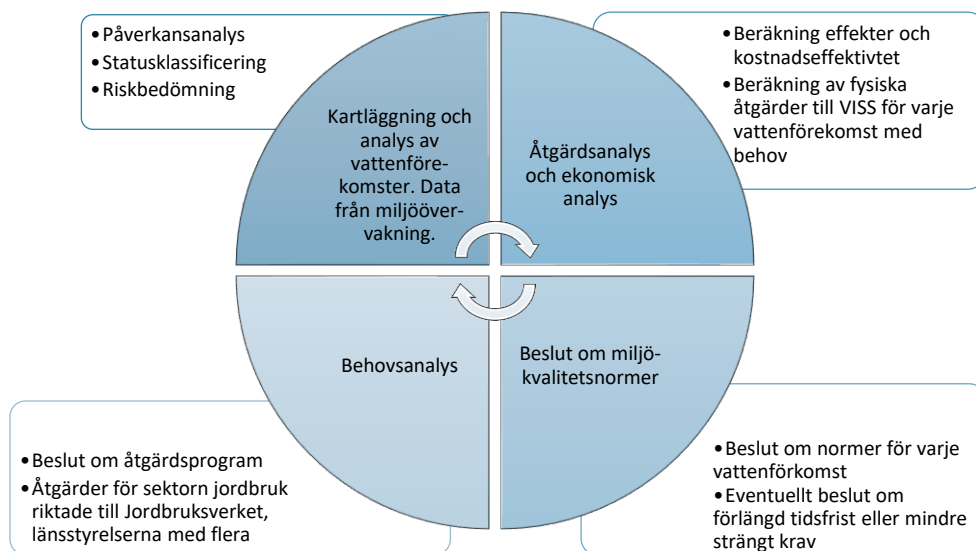 •Påverkansanalys
•Statusklassificering
•Riskbedömning
Kartläggning och
analys av
vattenföre-
komster. Data
från miljööver-
vakning.
Åtgärdsanalys
och ekonomisk
analys
•Beräkning effekter och
kostnadseffektivtet
•Beräkning av fysiska
åtgärder till VISS för varje
vattenförekomst med
behov
Behovsanalys
Beslut om miljö-
kvalitetsnormer
•Beslut om åtgärdsprogram
•Åtgärder för sektorn jordbruk
riktade till Jordbruksverket,
länsstyrelserna med flera
•Beslut om normer för varje
vattenförkomst
•Eventuellt beslut om
förlängd tidsfrist eller mindre
strängt krav